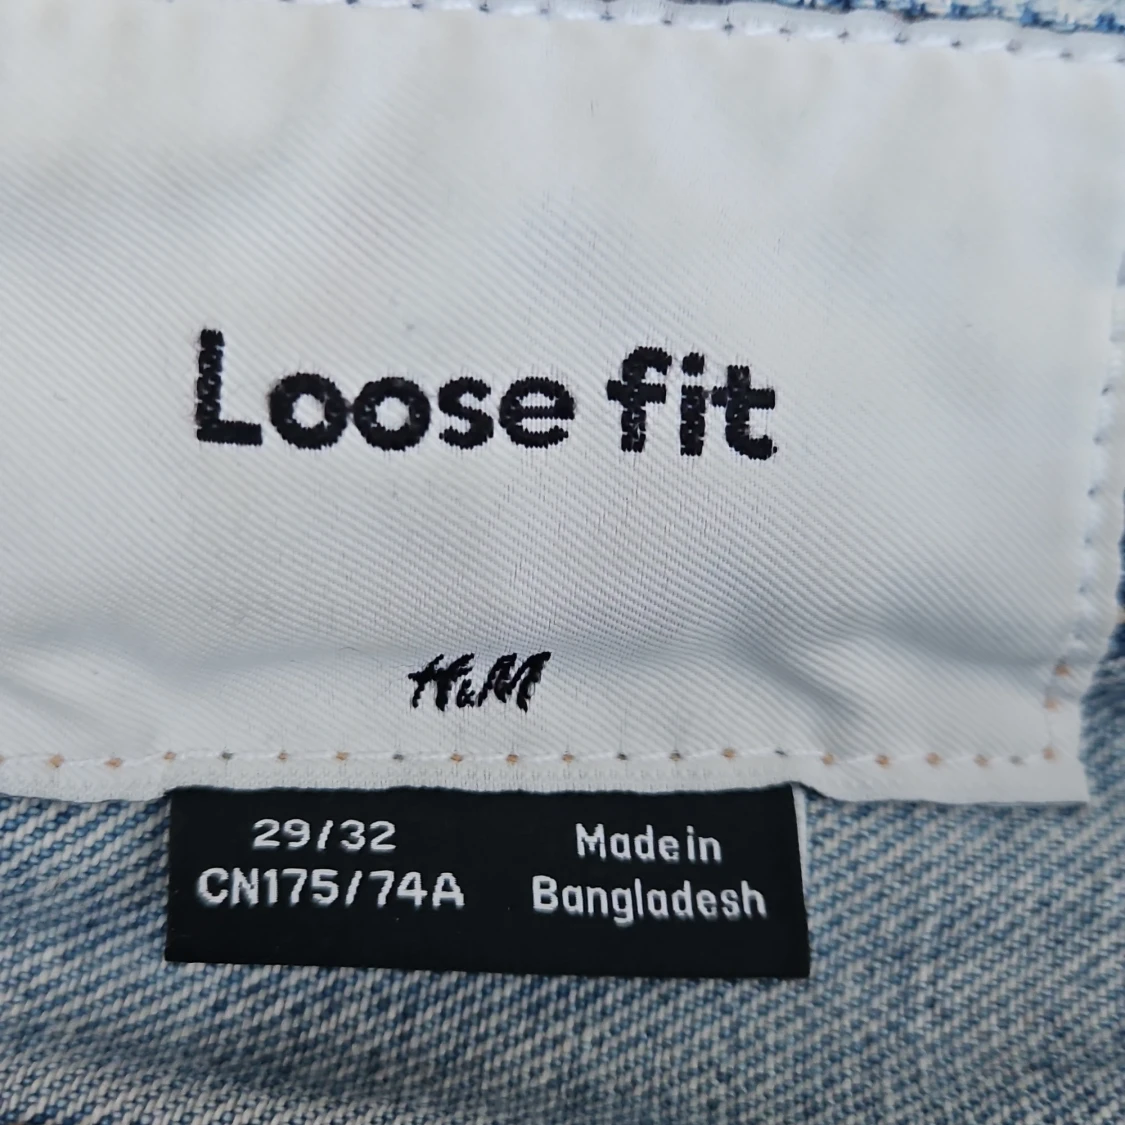 Loose fit
H&M
29/32
CN175/74A
Made in
Bangladesh